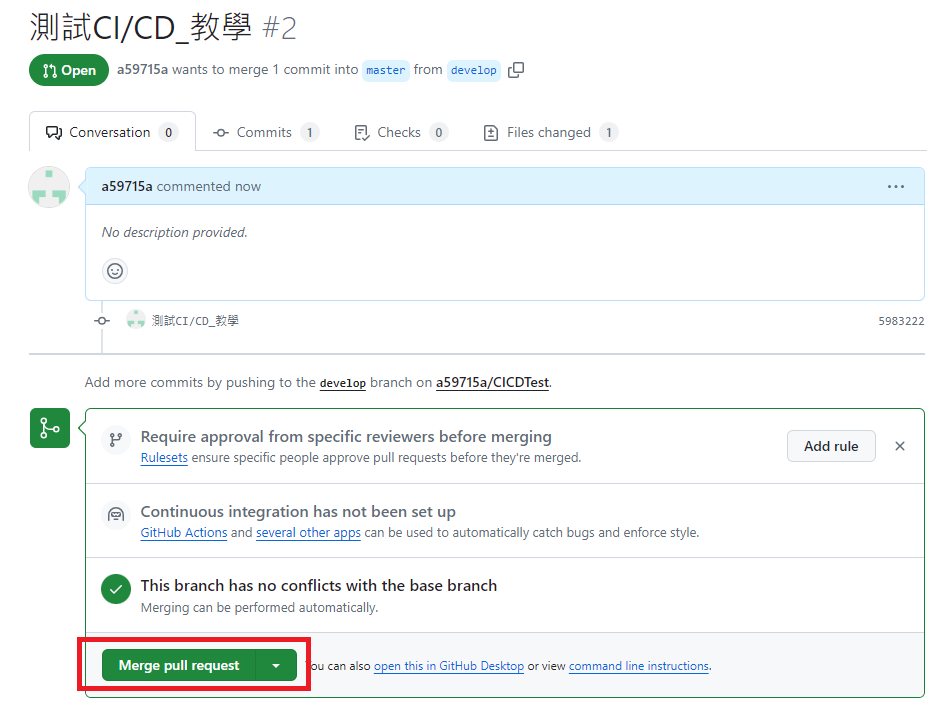 測試CI/CD_教學 #2
Open a59715a wants to merge 1 commit into master from develop
Conversation 0 Commits 1 Checks 0 Files changed 1
a59715a commented now
No description provided.
測試CI/CD_教學 5983222
Add more commits by pushing to the develop branch on a59715a/CICDTest.
Require approval from specific reviewers before merging
Rulesets ensure specific people approve pull requests before they're merged.
Add rule
Continuous integration has not been set up
GitHub Actions and several other apps can be used to automatically catch bugs and enforce style.
This branch has no conflicts with the base branch
Merging can be performed automatically.
Merge pull request You can also open this in GitHub Desktop or view command line instructions.